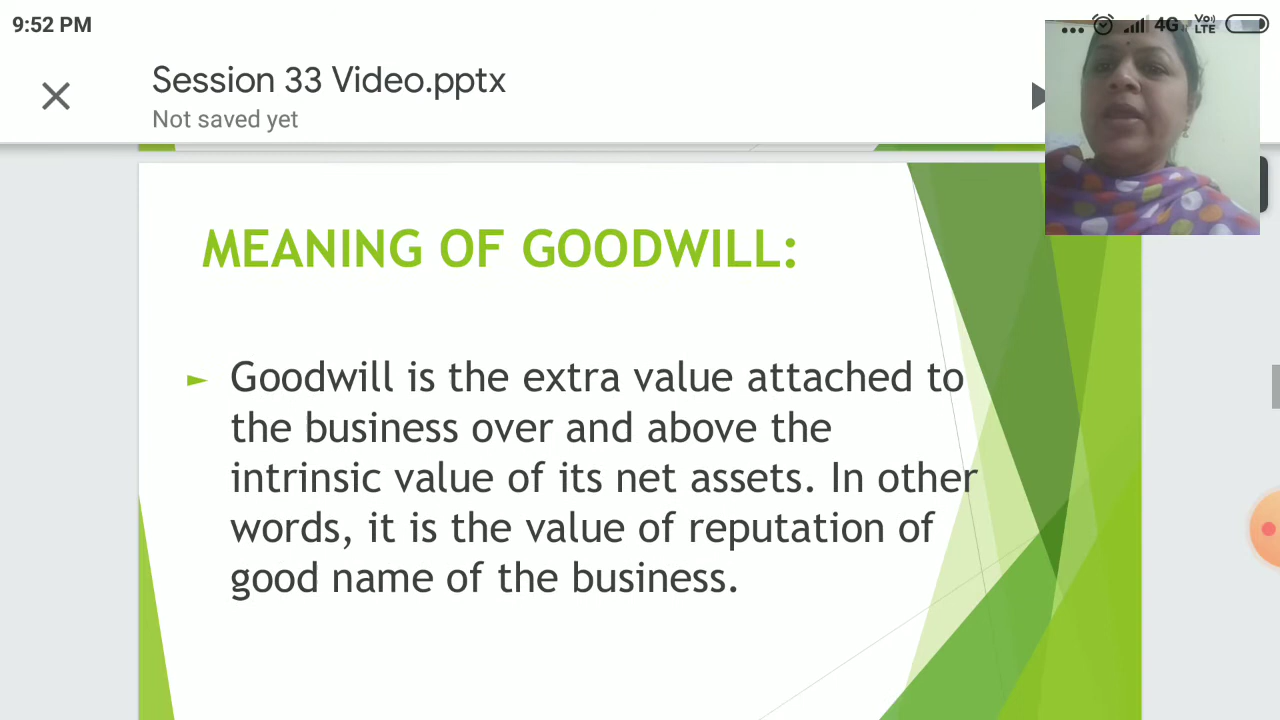 9:52 PM
4G
Vo)
LTE
Session 33 Video.pptx
Not saved yet
MEANING OF GOODWILL:
► Goodwill is the extra value attached to
the business over and above the
intrinsic value of its net assets. In other
words, it is the value of reputation of
good name of the business.